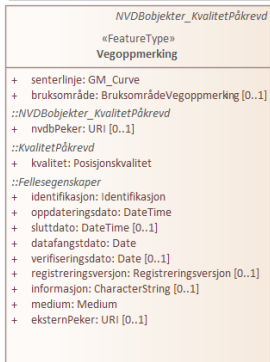 NVDBobjekter_KvalitetPåkrevd
«FeatureType»
Vegoppmerking
+ senterlinje: GM_Curve
+ bruksområde: BruksområdeVegoppmerking [0..1]
::NVDBobjekter_KvalitetPåkrevd
+ nvdbPeker: URI [0..1]
::KvalitetPåkrevd
+ kvalitet: Posisjonskvalitet
::Fellesegenskaper
+ identifikasjon: Identifikasjon
+ oppdateringsdato: DateTime
+ sluttdato: DateTime [0..1]
+ datafangstdato: Date
+ verifiseringsdato: Date [0..1]
+ registreringsversjon: Registreringsversjon [0..1]
+ informasjon: CharacterString [0..1]
+ medium: Medium
+ eksternPeker: URI [0..1]